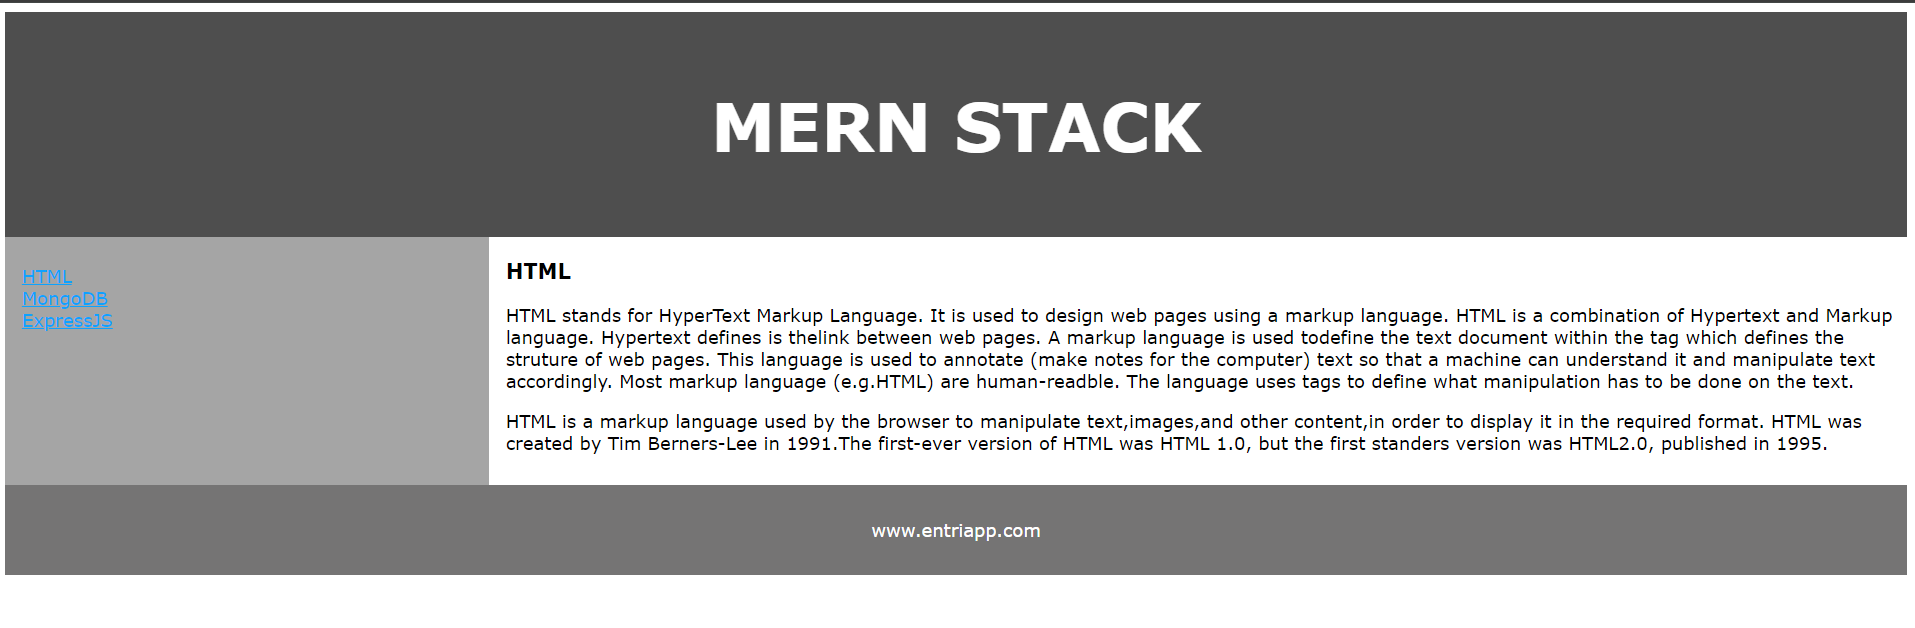 MERN STACK
HTML
MongoDB
ExpressJS
HTML
HTML stands for HyperText Markup Language. It is used to design web pages using a markup language. HTML is a combination of Hypertext and Markup
language. Hypertext defines is thelink between web pages. A markup language is used todefine the text document within the tag which defines the
struture of web pages. This language is used to annotate (make notes for the computer) text so that a machine can understand it and manipulate text
accordingly. Most markup language (e.g.HTML) are human-readble. The language uses tags to define what manipulation has to be done on the text.
HTML is a markup language used by the browser to manipulate text,images,and other content,in order to display it in the required format. HTML was
created by Tim Berners-Lee in 1991.The first-ever version of HTML was HTML 1.0, but the first standers version was HTML2.0, published in 1995.
www.entriapp.com